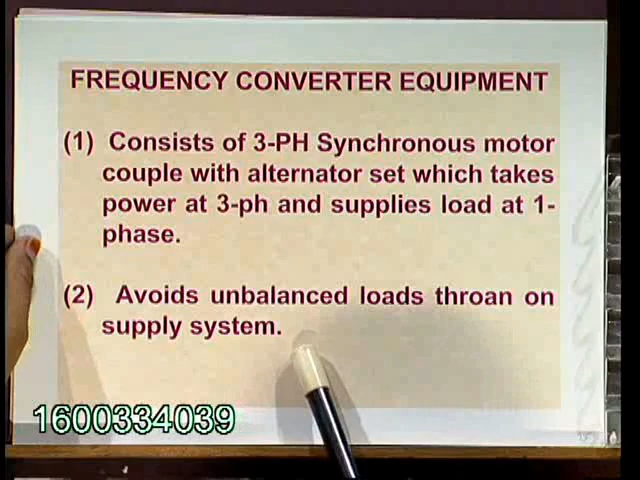 FREQUENCY CONVERTER EQUIPMENT
(1) Consists of 3-PH Synchronous motor
couple with alternator set which takes
power at 3-ph and supplies load at 1-
phase.
(2) Avoids unbalanced loads throan on
supply system.
1600334039